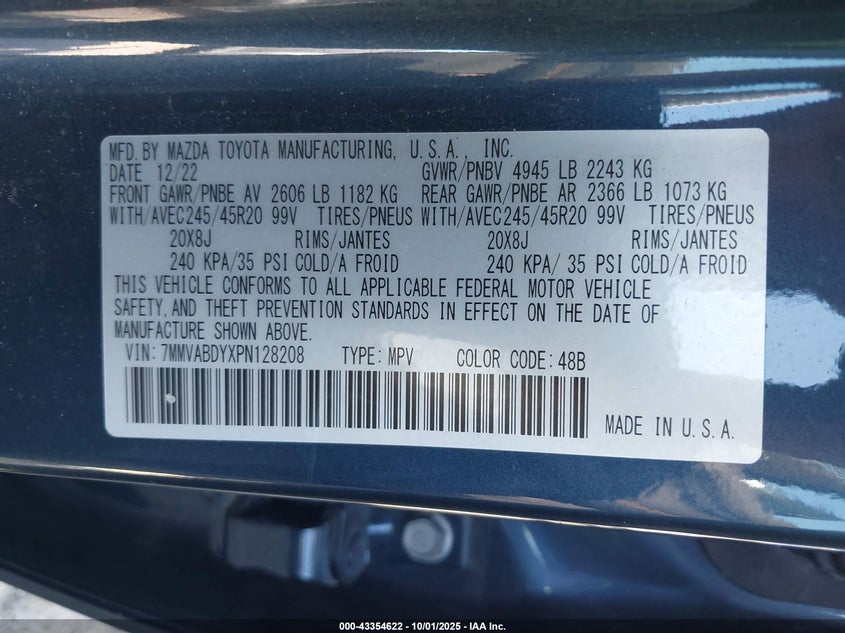 MFD. BY MAZDA TOYOTA MANUFACTURING, U.S.A., INC.
DATE 12/22 GVWR/PNBV 4945 LB 2243 KG
FRONT GAWR/PNBE AV 2606 LB 1182 KG REAR GAWR/PNBE AR 2366 LB 1073 KG
WITH/AVEC245/45R20 99V TIRES/PNEUS WITH/AVEC245/45R20 99V TIRES/PNEUS
20X8J RIMS/JANTES 20X8J RIMS/JANTES
240 KPA/35 PSI COLD/A FROID 240 KPA/ 35 PSI COLD/A FROID
THIS VEHICLE CONFORMS TO ALL APPLICABLE FEDERAL MOTOR VEHICLE
SAFETY, AND THEFT PREVENTION STANDARDS IN EFFECT ON THE DATE OF
MANUFACTURE SHOWN ABOVE.
VIN: 7MMVABDYXPN128208 TYPE: MPV COLOR CODE: 48B
MADE IN U.S.A.
000-43354622 - 10/01/2025 - IAA Inc.